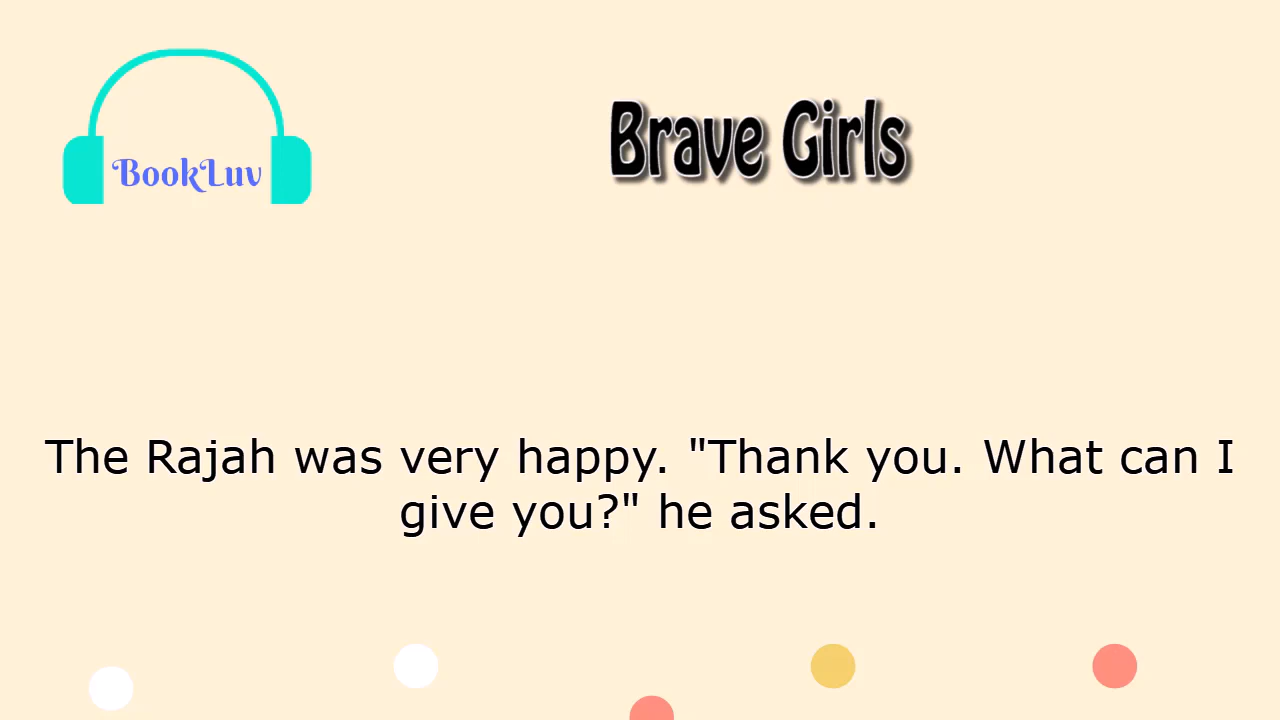 BookLuv
Brave Girls
The Rajah was very happy. "Thank you. What can I
give you?" he asked.